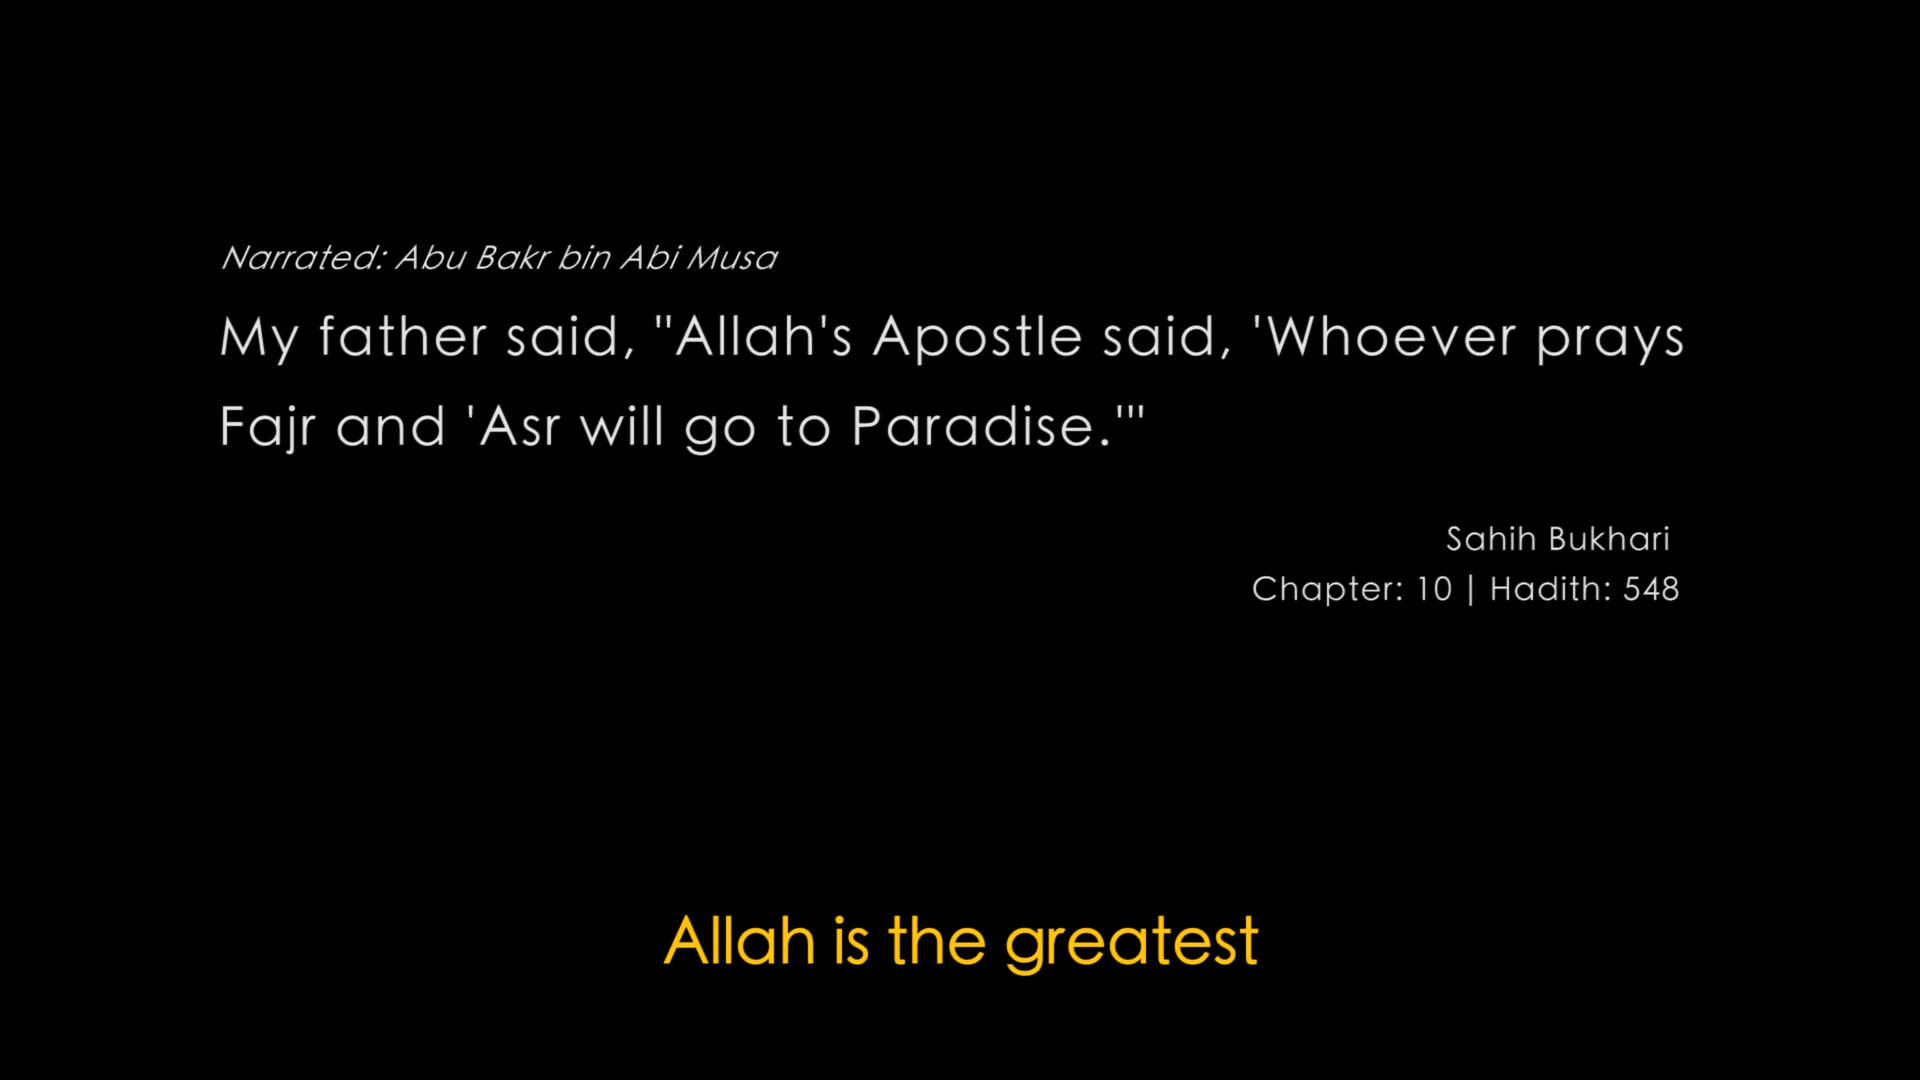 Narrated: Abu Bakr bin Abi Musa
My father said, "Allah's Apostle said, 'Whoever prays
Fajr and 'Asr will go to Paradise.'"
Sahih Bukhari
Chapter: 10 | Hadith: 548
Allah is the greatest